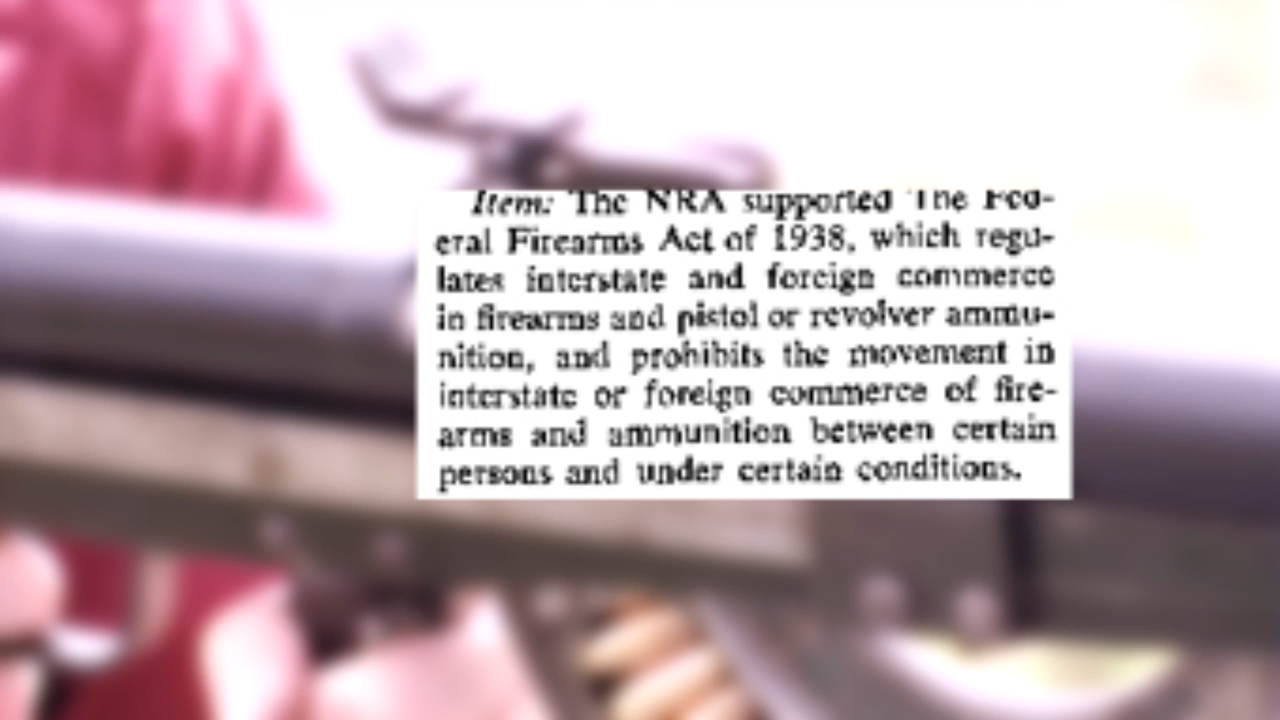 Item: The NRA supported The Fed-
eral Firearms Act of 1938, which regu-
lates interstate and foreign commerce
in firearms and pistol or revolver ammu-
nition, and prohibits the movement in
interstate or foreign commerce of fire-
arms and ammunition between certain
persons and under certain conditions.